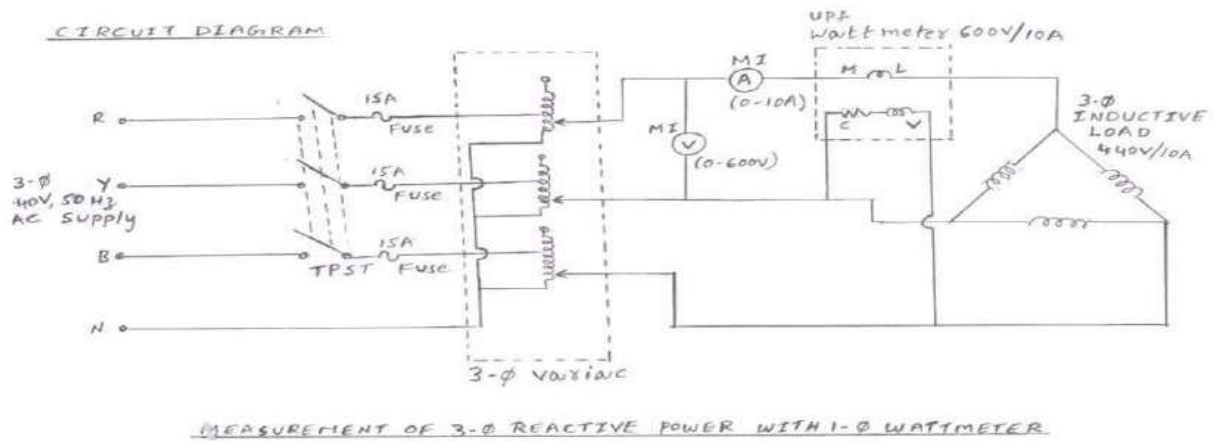 CIRCUIT DIAGRAM
UPF
Wattmeter 600V/10A
MI
A
(0-10A)
M L
C V
MI
V
(0-600V)
3-Φ
INDUCTIVE
LOAD
440V/10A
R
15A
FUSE
Y
15A
FUSE
3-Φ
40V, 50 Hz
AC Supply
B
TPST
15A
FUSE
N
3-Φ variac
MEASUREMENT OF 3-Φ REACTIVE POWER WITH 1-Φ WATTMETER